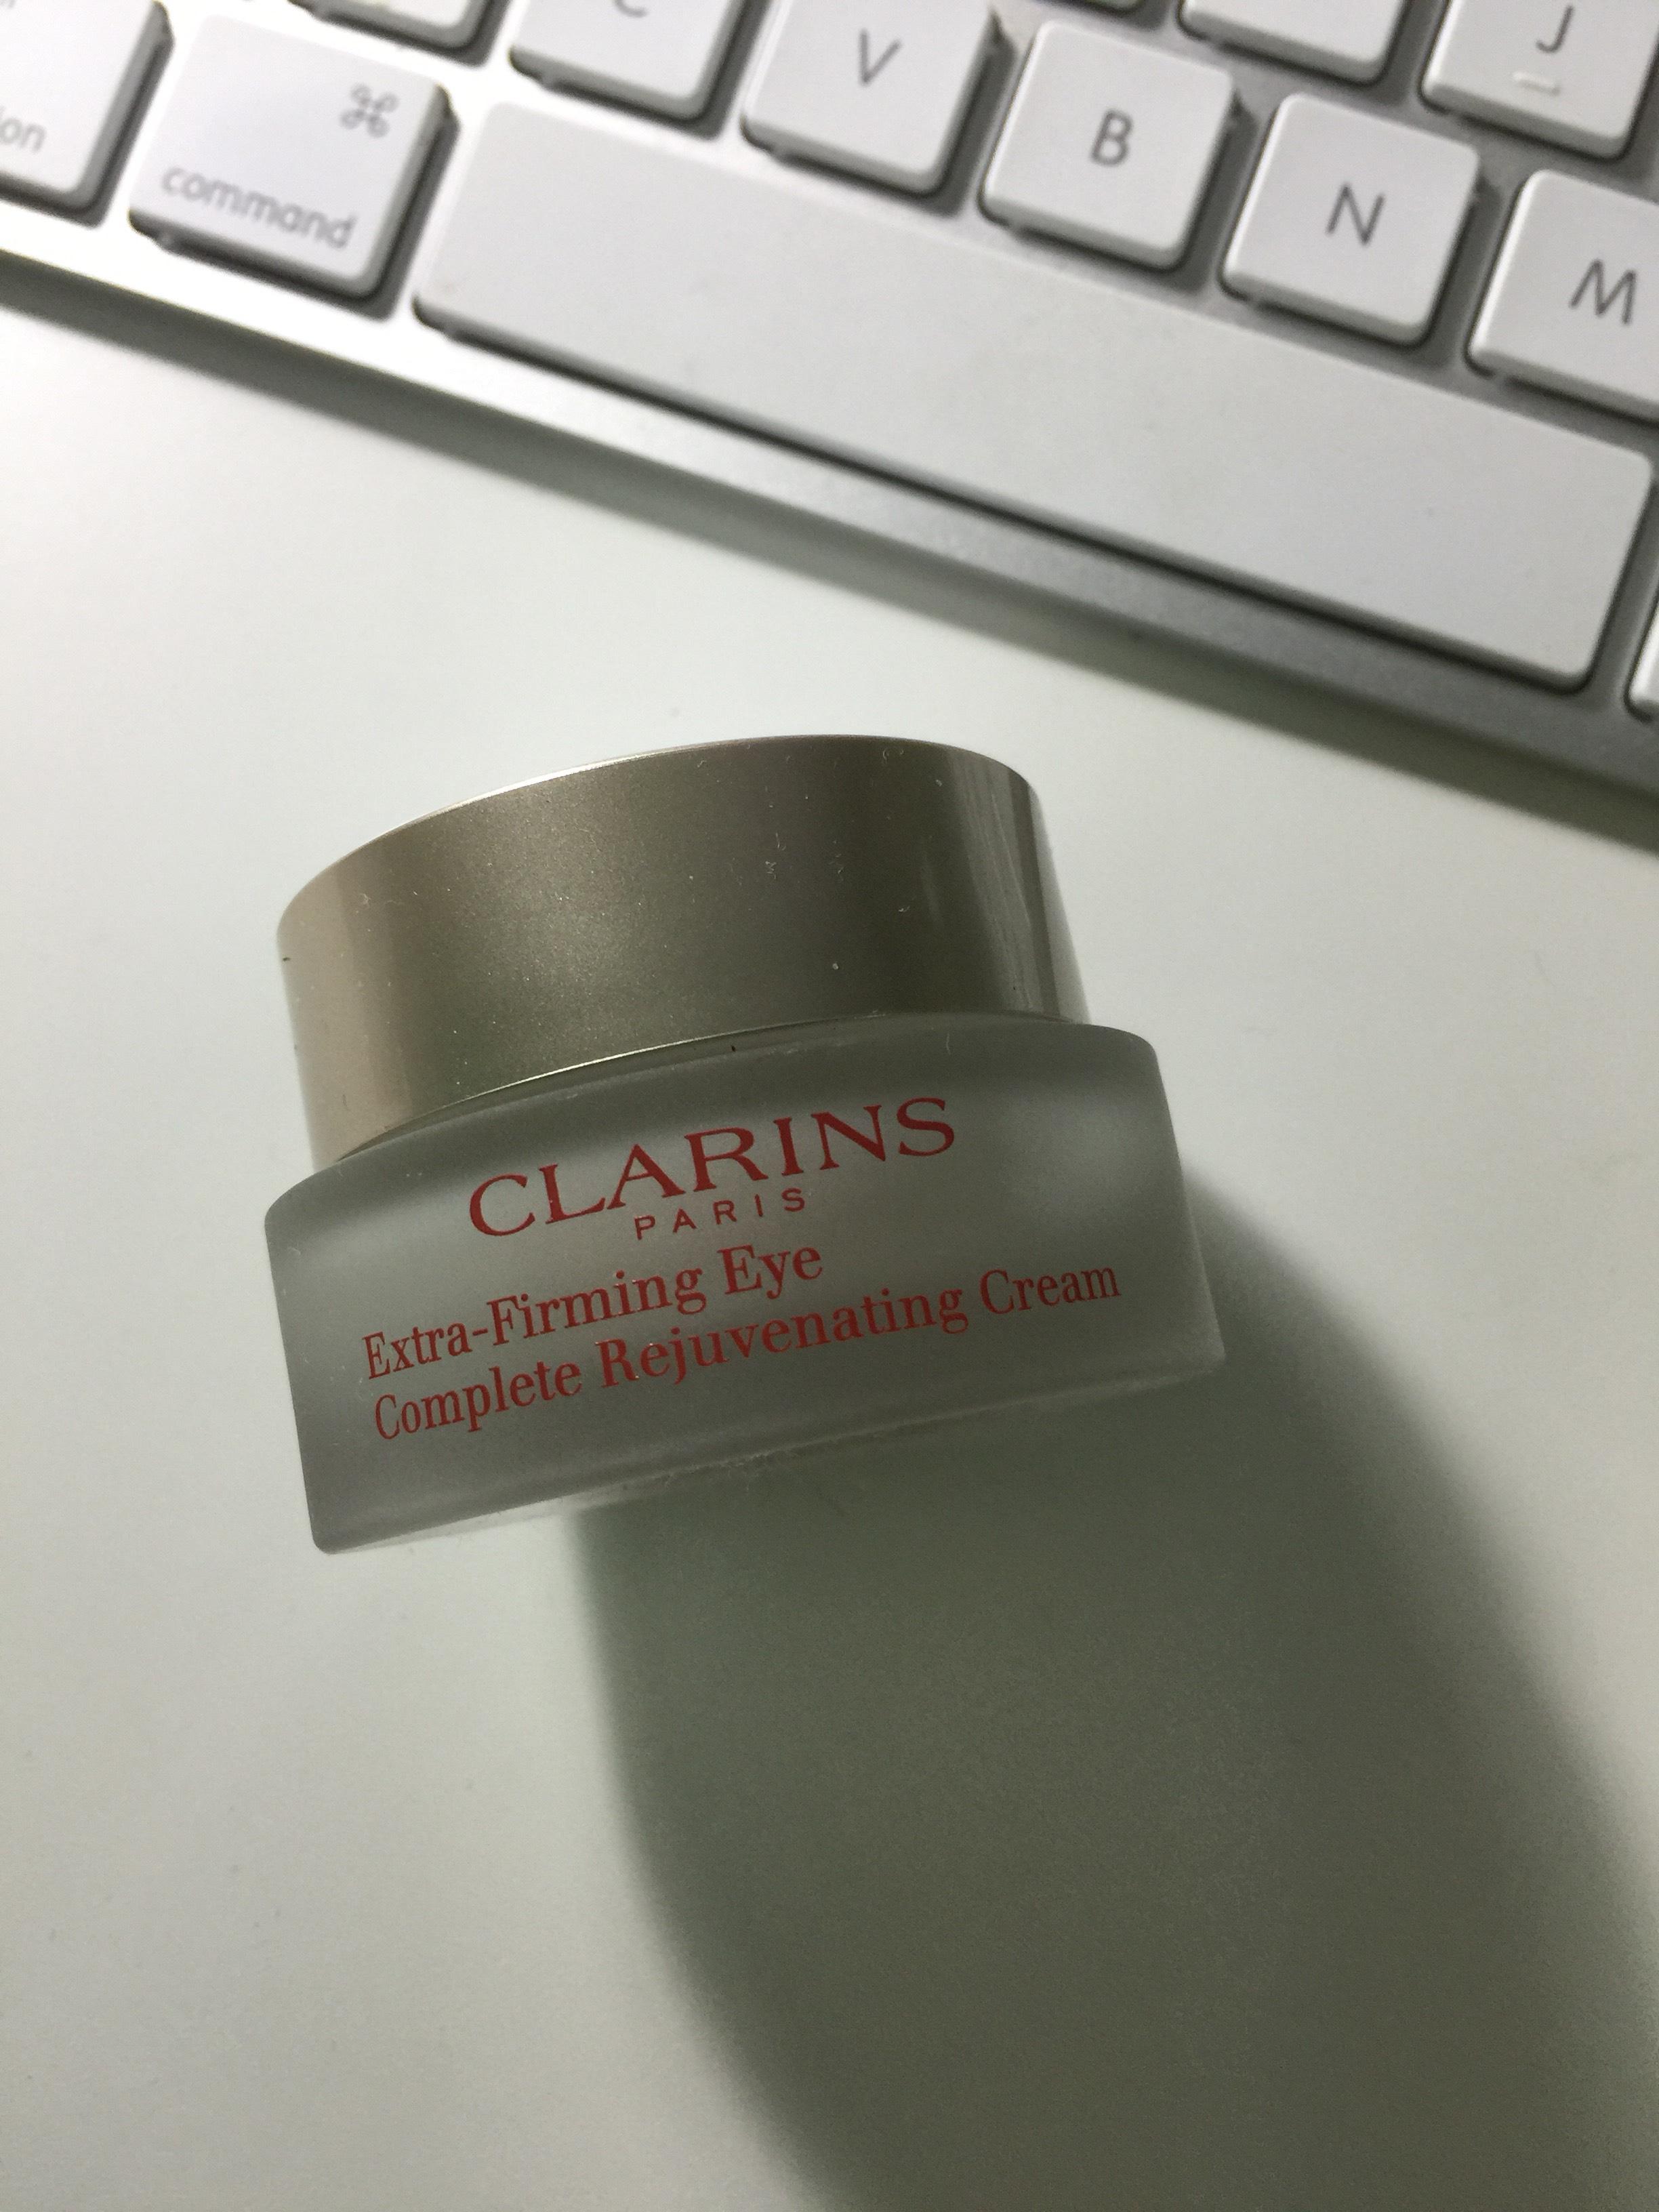 C V B N M J
⌘
command
CLARINS
PARIS
Extra-Firming Eye
Complete Rejuvenating Cream